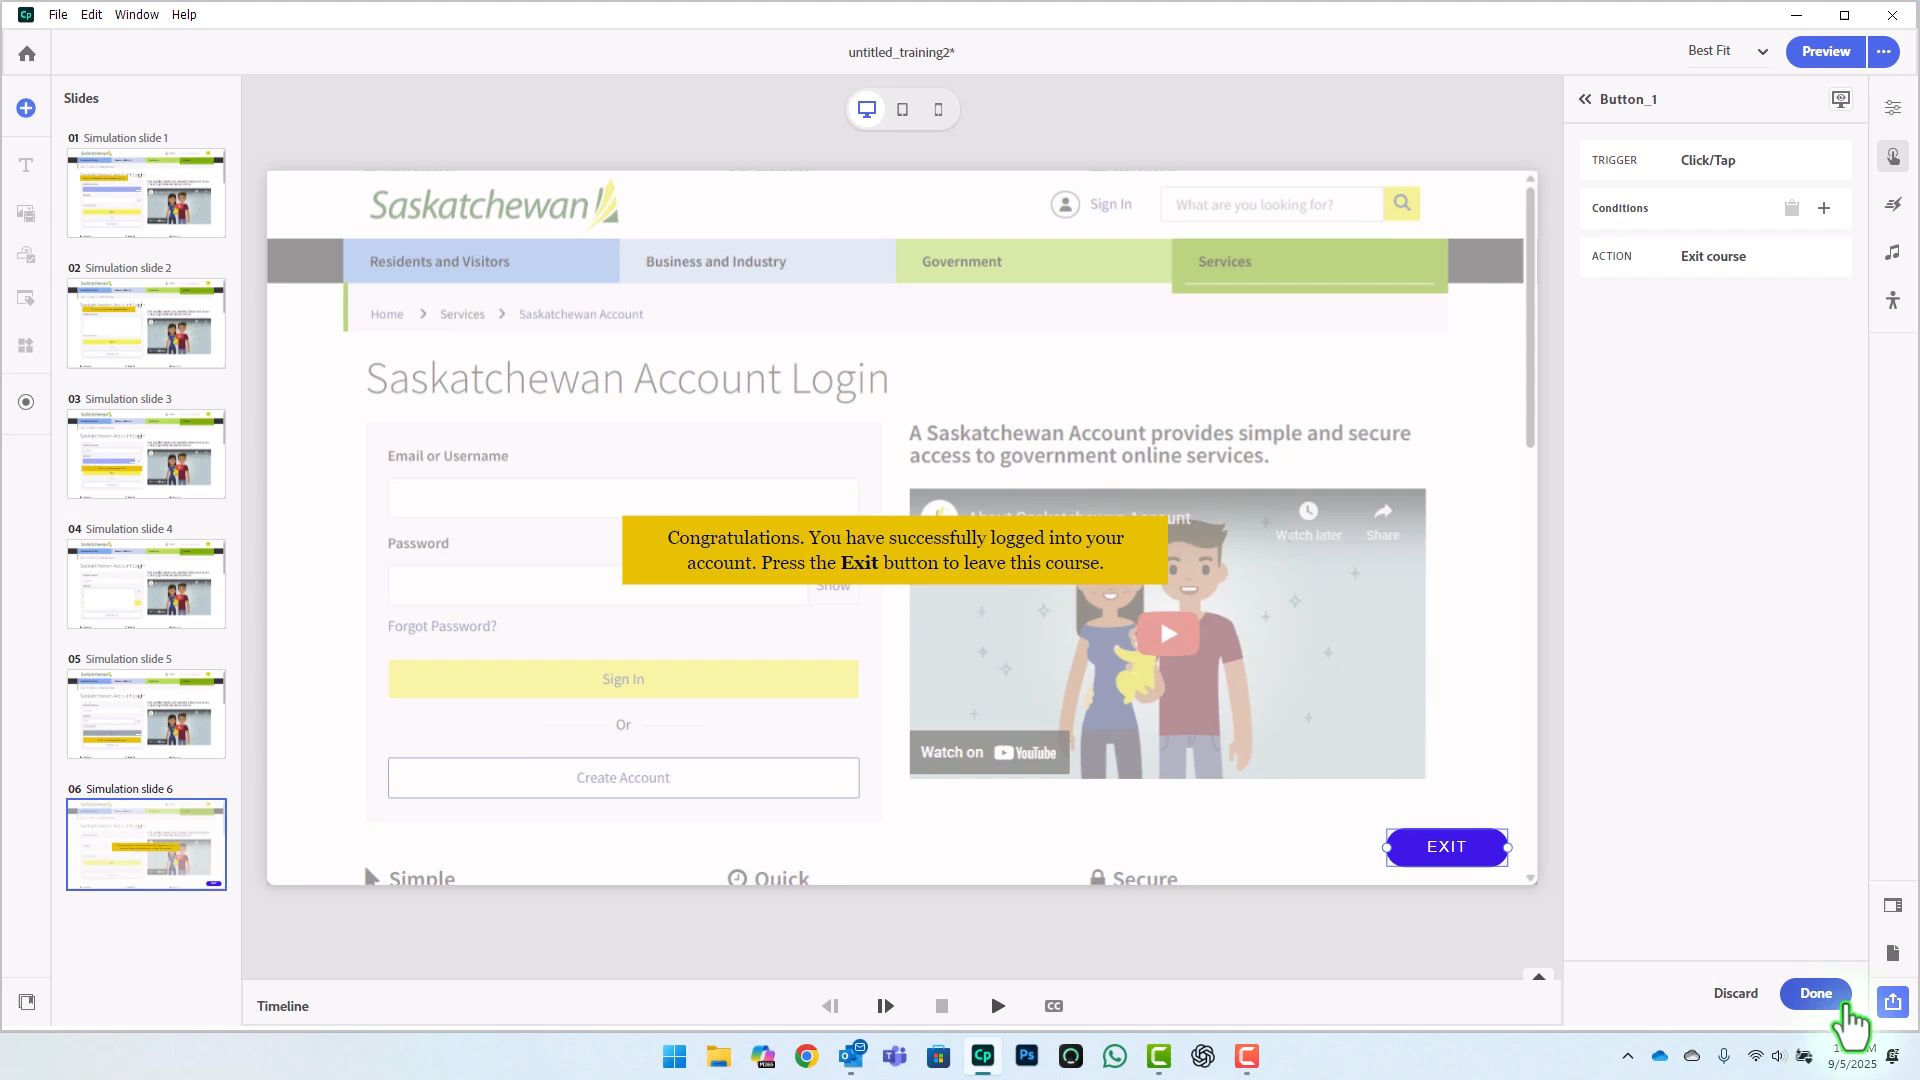 File Edit Window Help
untitled_training2*
Best Fit
Preview
Slides
01 Simulation slide 1
02 Simulation slide 2
03 Simulation slide 3
04 Simulation slide 4
05 Simulation slide 5
06 Simulation slide 6
Saskatchewan
Sign In
What are you looking for?
Residents and Visitors
Business and Industry
Government
Services
Home > Services > Saskatchewan Account
Saskatchewan Account Login
Email or Username
Password
Show
Forgot Password?
Sign In
Or
Create Account
A Saskatchewan Account provides simple and secure
access to government online services.
Watch later
Share
Watch on YouTube
Congratulations. You have successfully logged into your
account. Press the Exit button to leave this course.
Simple
Quick
Secure
EXIT
Button_1
TRIGGER Click/Tap
Conditions
ACTION Exit course
Discard
Done
Timeline
CC
Cp
Ps
9/5/2025